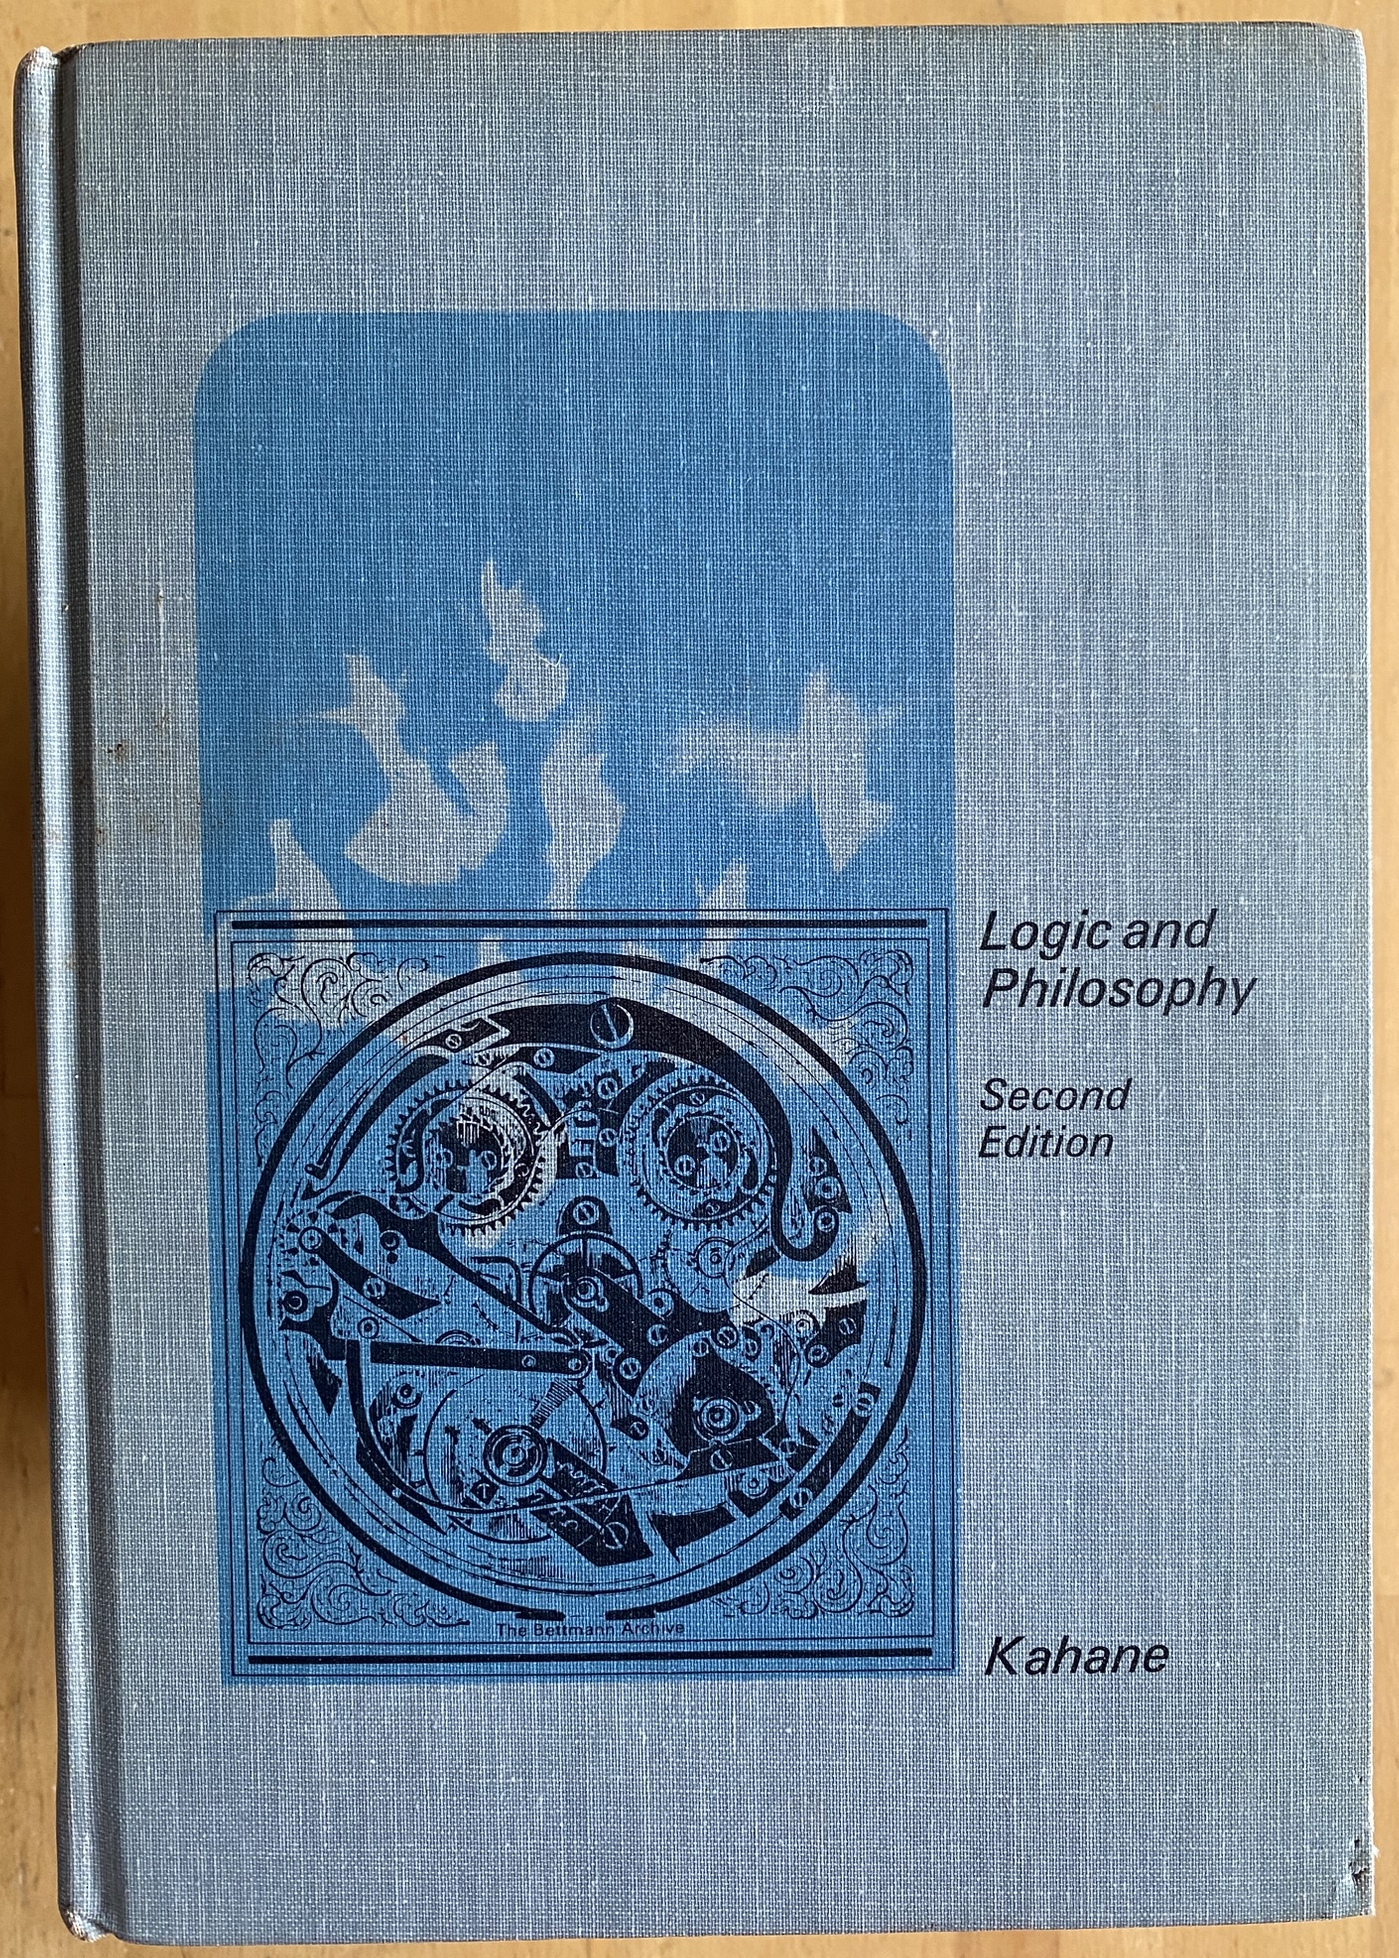 Logic and
Philosophy
Second
Edition
The Bettmann Archive
Kahane